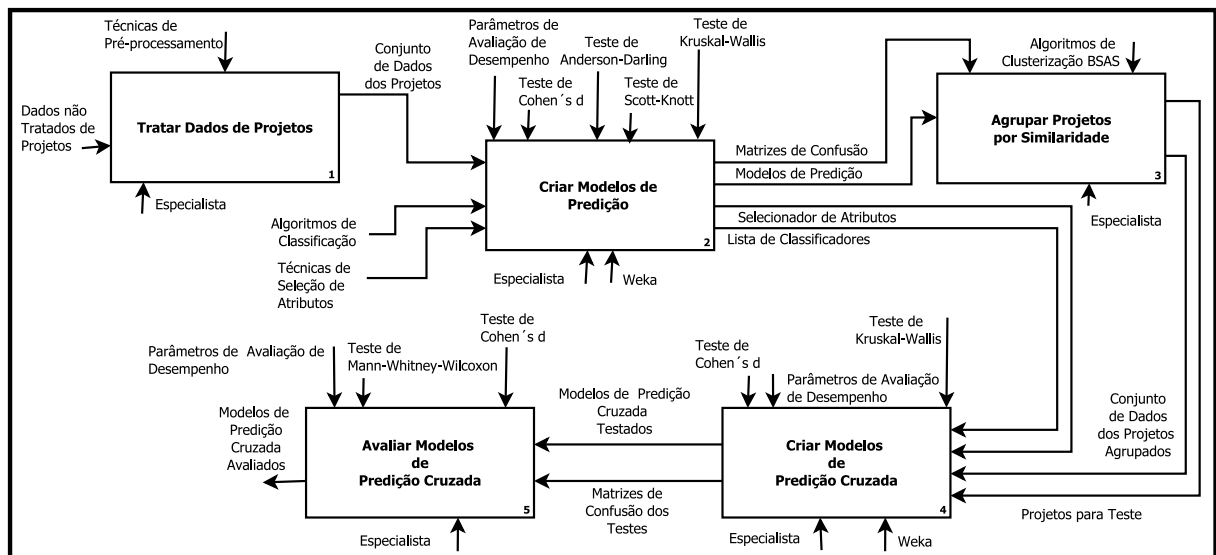 Técnicas de
Pré-processamento
Conjunto
de Dados
dos Projetos
Dados não
Tratados de
Projetos
Tratar Dados de Projetos
1
Especialista
Parâmetros de
Avaliação de
Desempenho
Teste de
Cohen´s d
Teste de
Anderson-Darling
Teste de
Scott-Knott
Teste de
Kruskal-Wallis
Algoritmos de
Classificação
Técnicas de
Seleção de
Atributos
Criar Modelos de
Predição
2
Especialista
Weka
Matrizes de Confusão
Modelos de Predição
Selecionador de Atributos
Lista de Classificadores
Algoritmos de
Clusterização BSAS
Agrupar Projetos
por Similaridade
3
Especialista
Parâmetros de Avaliação de
Desempenho
Teste de
Mann-Whitney-Wilcoxon
Teste de
Cohen´s d
Modelos de
Predição
Cruzada
Avaliados
Avaliar Modelos
de
Predição Cruzada
5
Especialista
Modelos de Predição
Cruzada
Testados
Matrizes de
Confusão dos
Testes
Teste de
Cohen´s d
Parâmetros de Avaliação
de Desempenho
Teste de
Kruskal-Wallis
Criar Modelos
de
Predição Cruzada
4
Especialista
Weka
Conjunto
de Dados
dos Projetos
Agrupados
Projetos para Teste